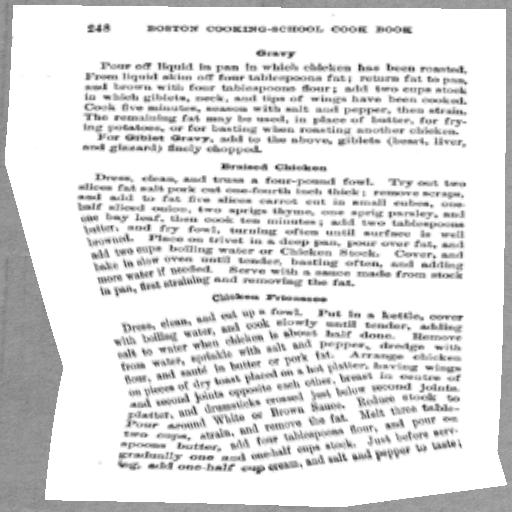 248 BOSTON COOKING-SCHOOL COOK BOOK
Gravy
Pour off liquid in pan in which chicken has been roasted.
From liquid skim off four tablespoons fat; return fat to pan,
and brown with four tablespoons flour; add two cups stock
in which giblets, neck, and tips of wings have been cooked.
Cook five minutes, season with salt and pepper, then strain.
The remaining fat may be used, in place of butter, for fry-
ing potatoes, or for basting when roasting another chicken.
For Giblet Gravy, add to the above, giblets (heart, liver,
and gizzard) finely chopped.
Braised Chicken
Dress, clean, and truss a four-pound fowl. Try out two
slices fat salt pork cut one-fourth inch thick; remove scraps,
and add to fat five slices carrot cut in small cubes, one-
half sliced onion, two sprigs thyme, one sprig parsley, and
one bay leaf, then cook ten minutes; add two tablespoons
butter, and fry fowl, turning often until surface is well
browned. Place on trivet in a deep pan, pour over fat, and
add two cups boiling water or Chicken Stock. Cover, and
bake in slow oven until tender, basting often, and adding
more water if needed. Serve with a sauce made from stock
in pan, first straining and removing the fat.
Chicken Fricassee
Dress, clean, and cut up a fowl. Put in a kettle, cover
with boiling water, and cook slowly until tender, adding
salt to water when chicken is about half done. Remove
from water, sprinkle with salt and pepper, dredge with
flour, and sauté in butter or pork fat. Arrange chicken
on pieces of dry toast placed on a hot platter, having wings
and second joints opposite each other, breast in centre of
platter, and drumsticks crossed just below second joints.
Pour around White or Brown Sauce. Reduce stock to
two cups, strain, and remove the fat. Melt three table-
spoons butter, add four tablespoons flour, and pour on
gradually one and one-half cups stock. Just before serv-
ing, add one-half cup cream, and salt and pepper to taste;